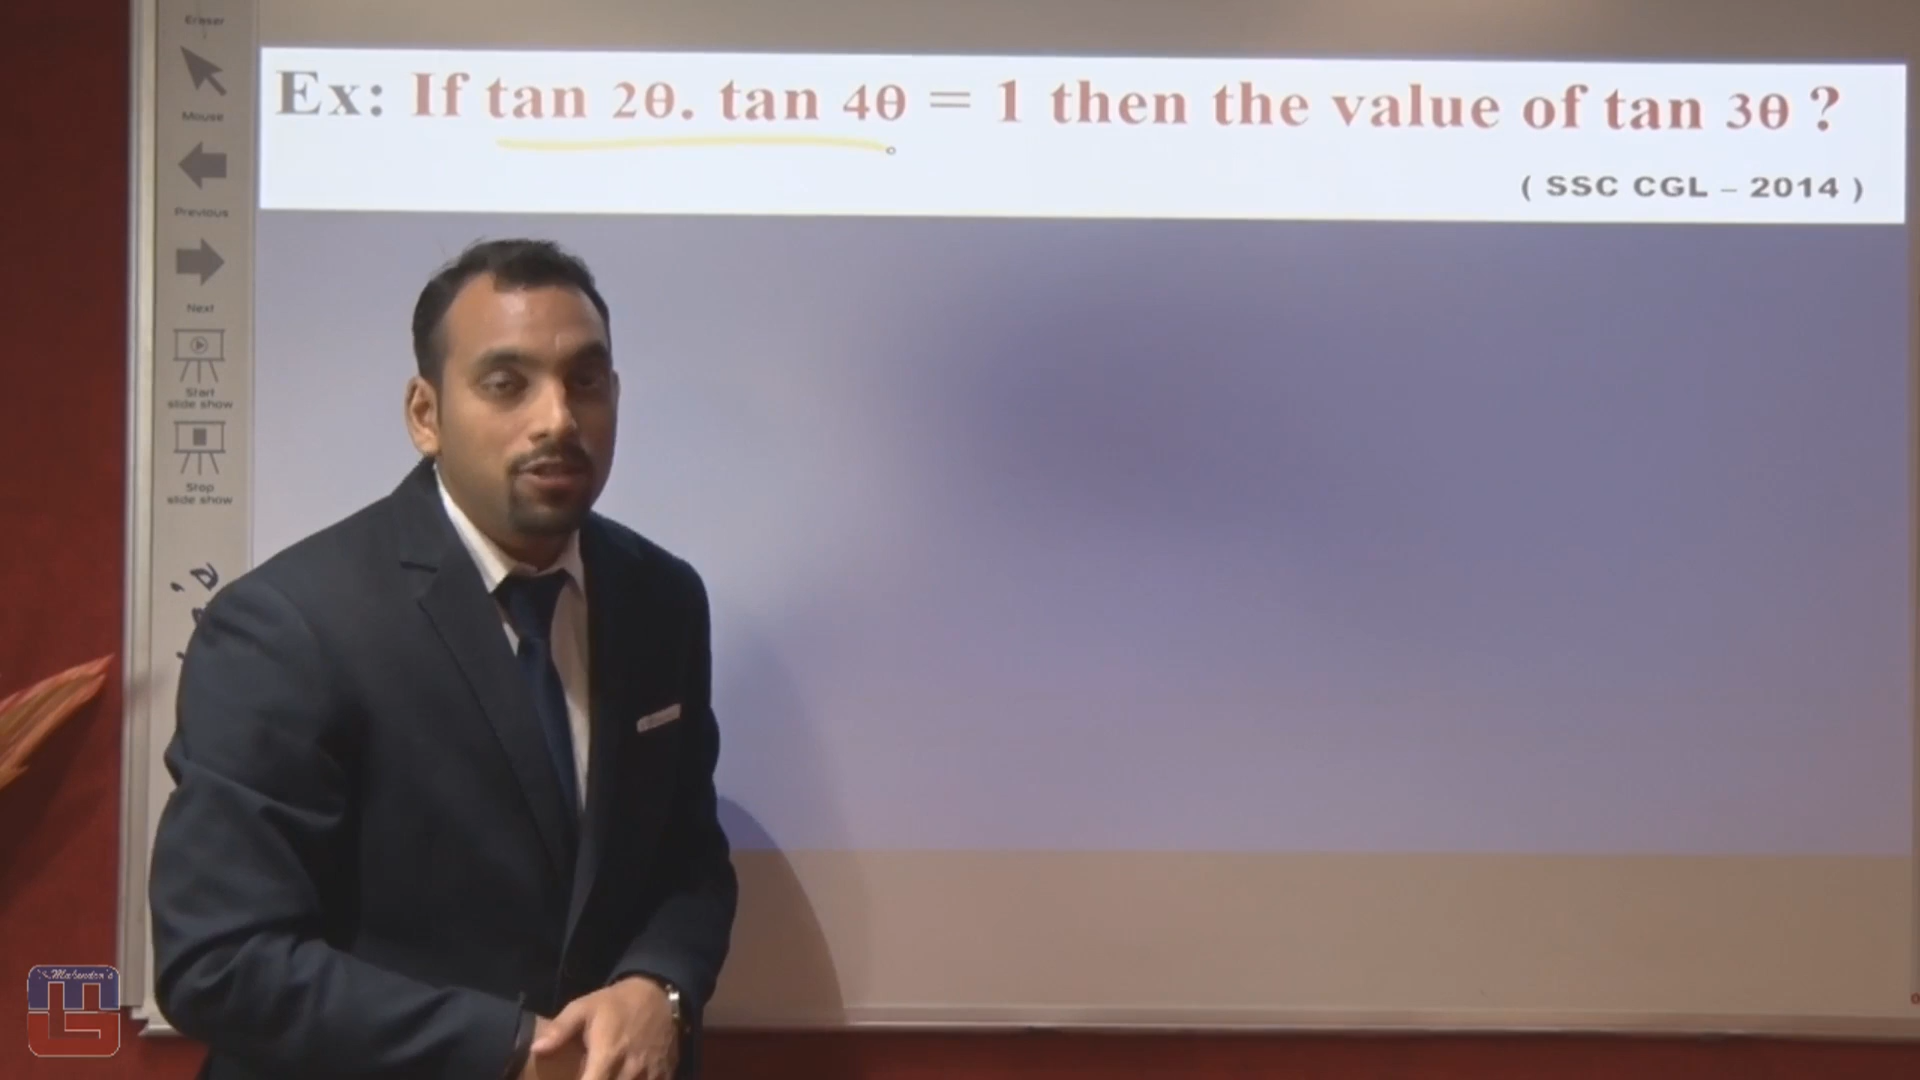 Eraser
Mouse
Previous
Next
Start
slide show
Stop
slide show
Ex: If tan 2θ. tan 4θ = 1 then the value of tan 3θ ?
( SSC CGL – 2014 )
Mahendra's